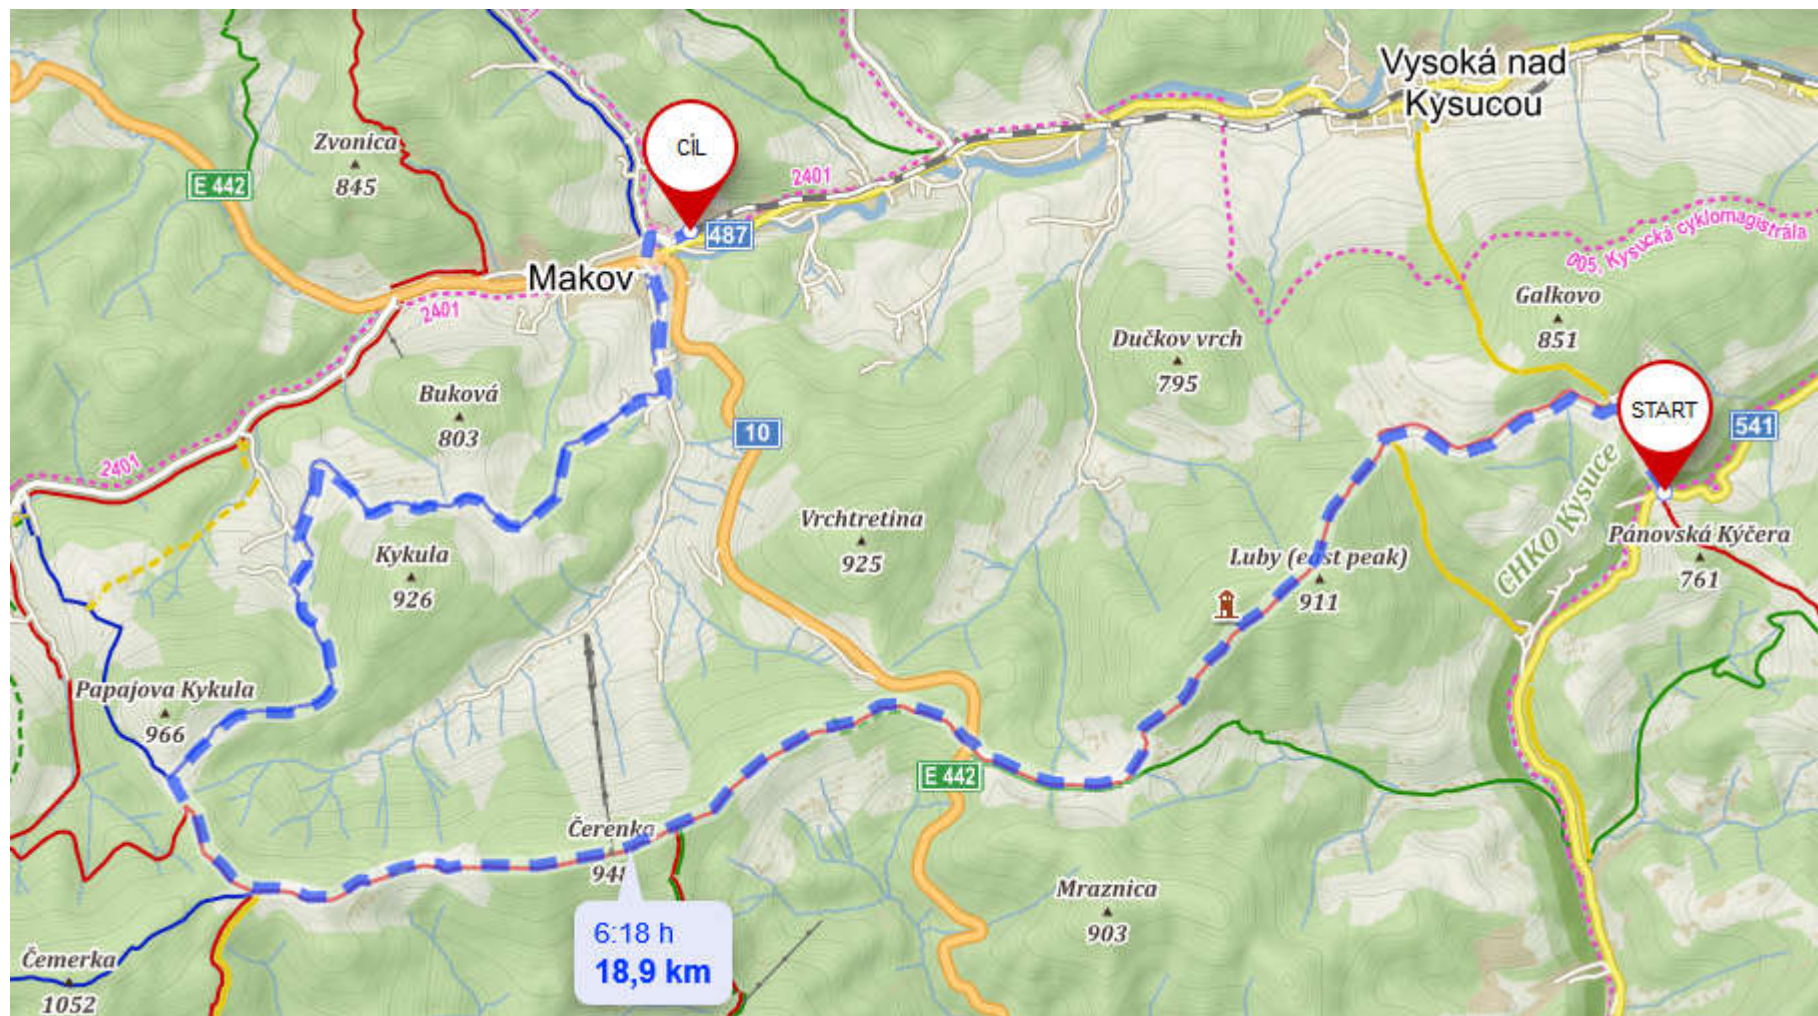 Vysoká nad
Kysucou
Zvonica
845
E 442
CÍL
2401
487
Makov
2401
005, Kysucká cyklomagistrála
Galkovo
851
Dučkov vrch
795
Buková
803
START
541
10
2401
CHKO Kysuce
Vrchtretina
925
Kykula
926
Luby (east peak)
911
Pánovská Kýčera
761
Papajova Kykula
966
E 442
Čerenka
948
Mraznica
903
6:18 h
18,9 km
Čemerka
1052